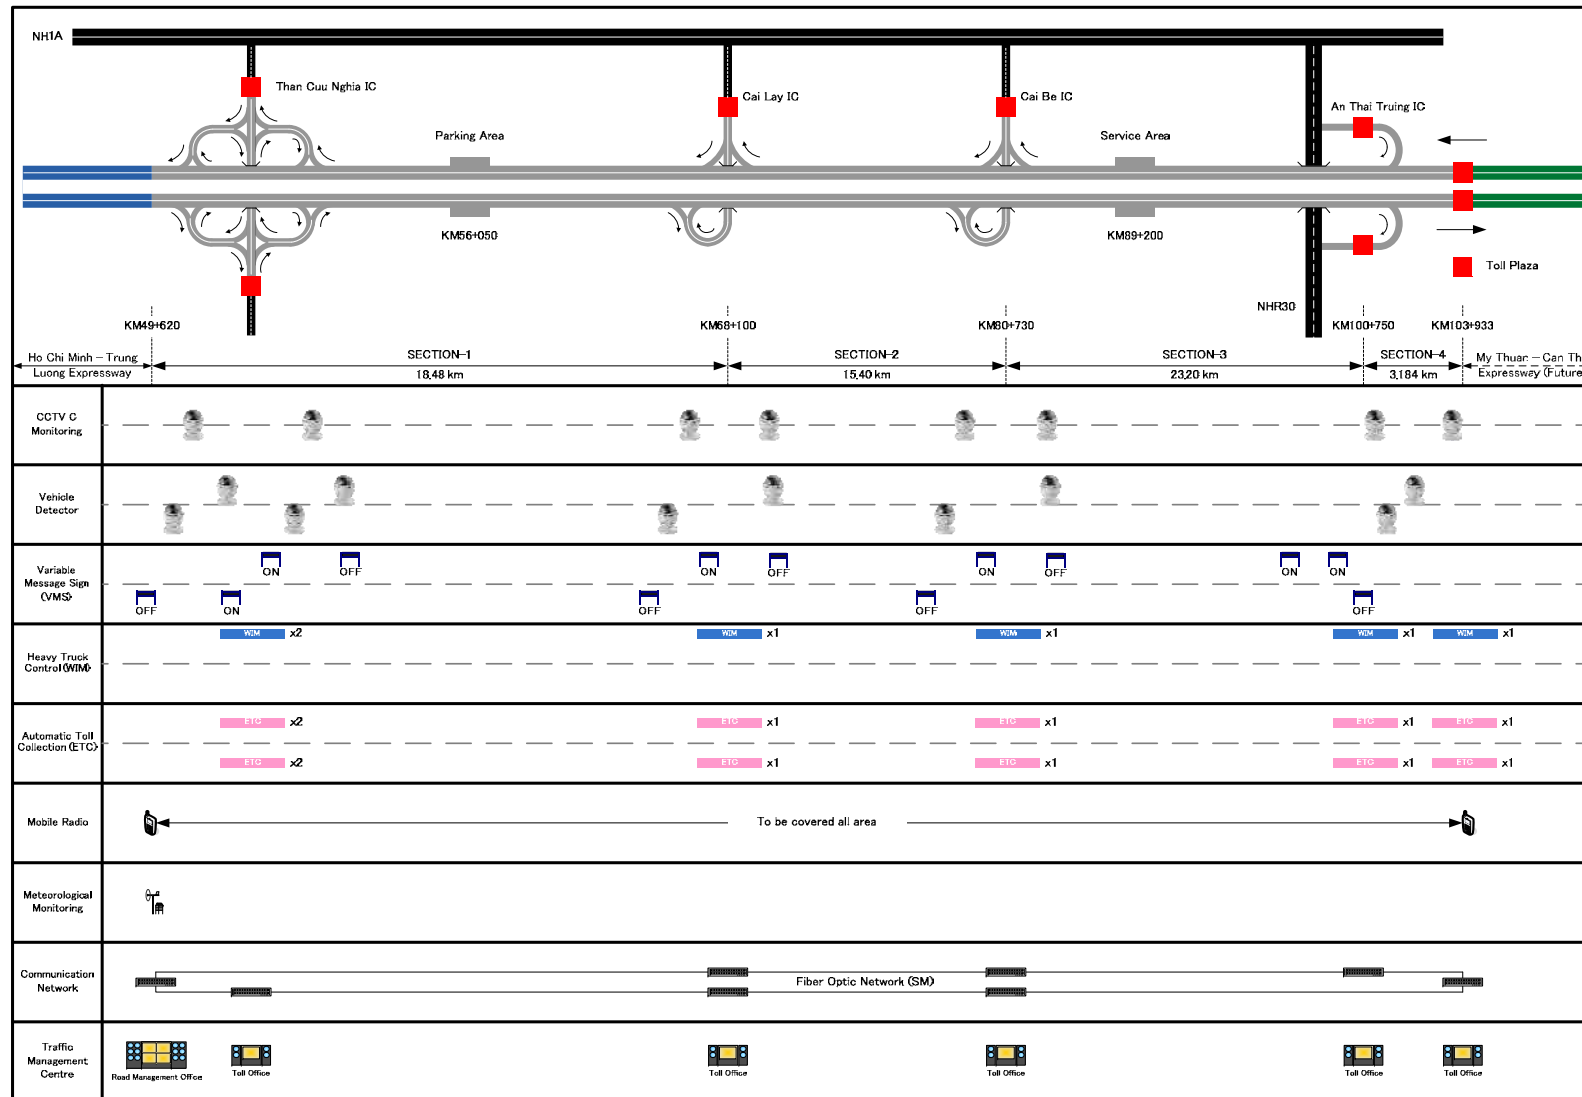 NH1A
Than Cuu Nghia IC
Cai Lay IC
Cai Be IC
An Thai Truing IC
Parking Area
Service Area
KM56+050
KM89+200
Toll Plaza
NHR30
KM49+620
KM68+100
KM80+730
KM100+750
KM103+933
Ho Chi Minh – Trung
Luong Expressway
SECTION-1
18.48 km
SECTION-2
15.40 km
SECTION-3
23.20 km
SECTION-4
3.184 km
My Thuan – Can Th
Expressway (Future
CCTV C
Monitoring
Vehicle
Detector
Variable
Message Sign
(VMS)
ON
OFF
ON
OFF
ON
OFF
ON
ON
OFF
ON
OFF
OFF
OFF
Heavy Truck
Control (WIM)
WIM x2
WIM x1
WIM x1
WIM x1
WIM x1
Automatic Toll
Collection (ETC)
ETC x2
ETC x1
ETC x1
ETC x1
ETC x1
ETC x2
ETC x1
ETC x1
ETC x1
ETC x1
Mobile Radio
To be covered all area
Meteorological
Monitoring
Communication
Network
Fiber Optic Network (SM)
Traffic
Management
Centre
Road Management Office
Toll Office
Toll Office
Toll Office
Toll Office
Toll Office